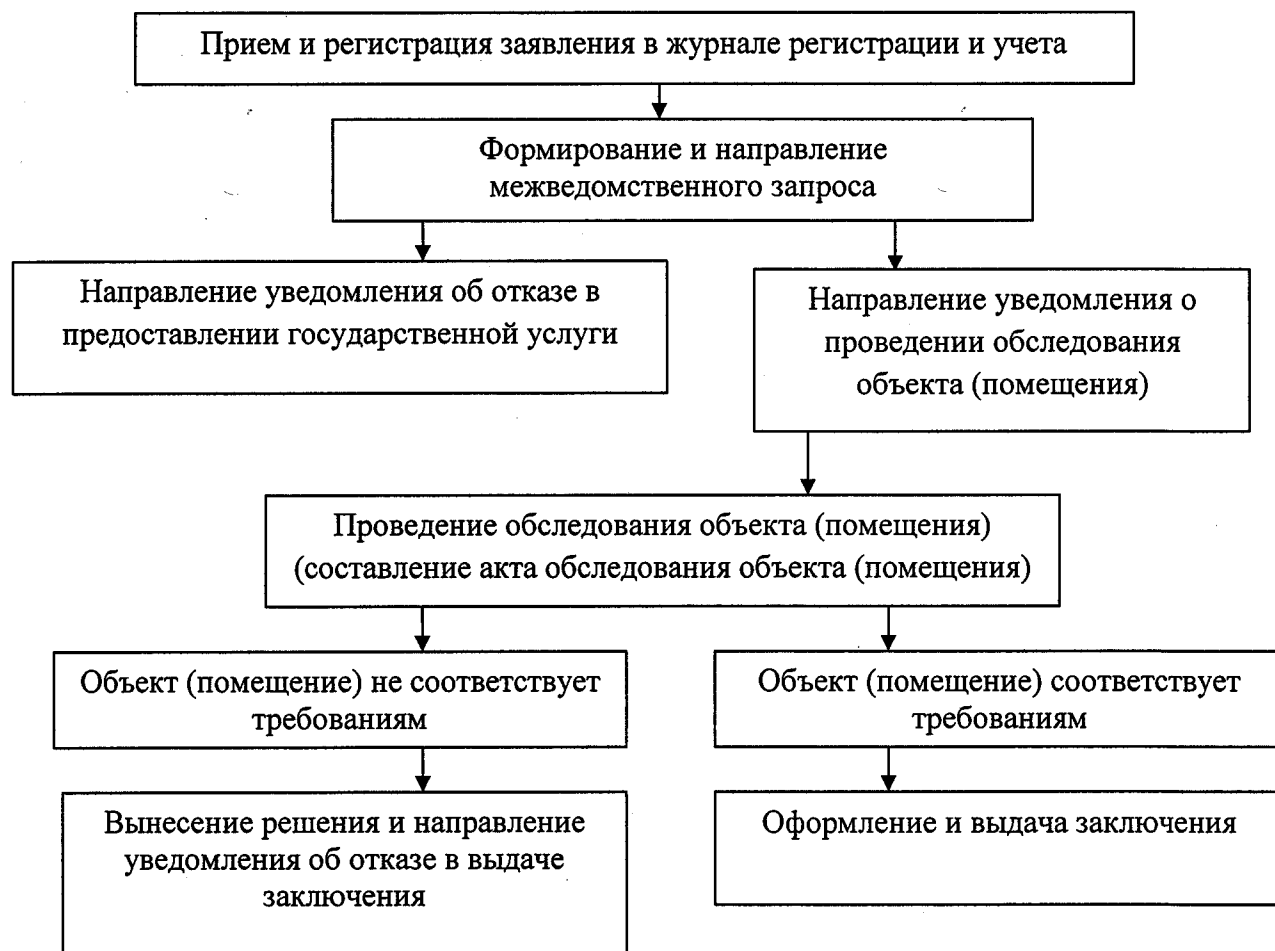 Прием и регистрация заявления в журнале регистрации и учета
Формирование и направление
межведомственного запроса
Направление уведомления об отказе в
предоставлении государственной услуги
Направление уведомления о
проведении обследования
объекта (помещения)
Проведение обследования объекта (помещения)
(составление акта обследования объекта (помещения)
Объект (помещение) не соответствует
требованиям
Объект (помещение) соответствует
требованиям
Вынесение решения и направление
уведомления об отказе в выдаче
заключения
Оформление и выдача заключения